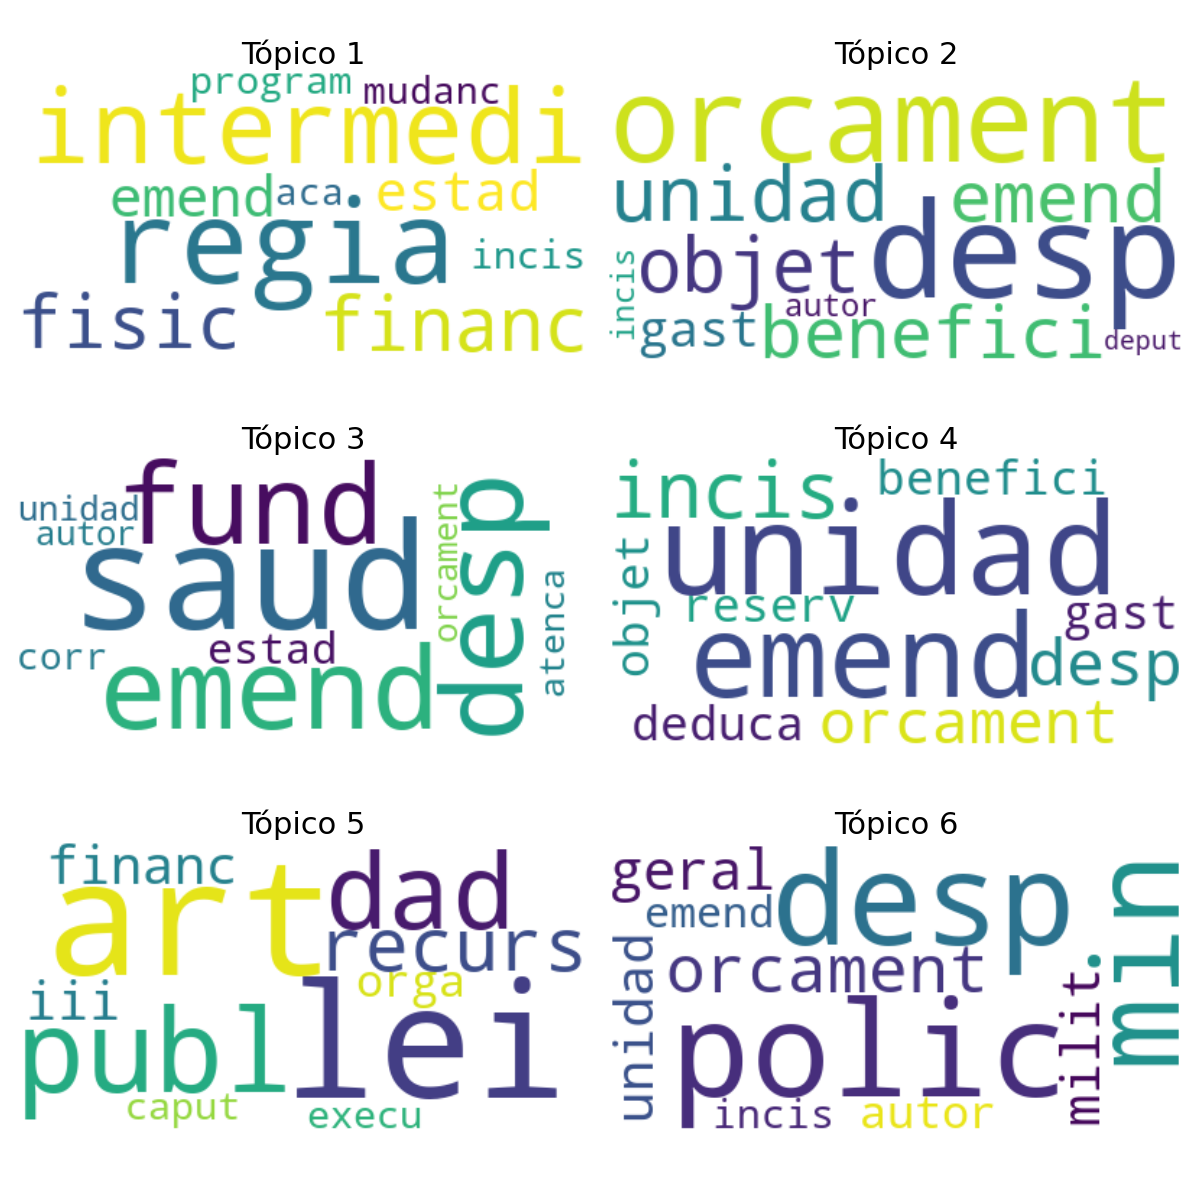 Tópico 1
program
mudanc
intermedi
emend
aca
estad
regia
incis
fisic
financ
Tópico 2
orcament
unidad
emend
desp
objet
incis
autor
gast
benefici
deput
Tópico 3
fund
unidad
autor
saud
orcament
desp
atenca
estad
corr
emend
Tópico 4
incis
benefici
unidad
objet
reserv
gast
emend
desp
deduca
orcament
Tópico 5
financ
art
dad
recurs
orga
iii
publ
lei
caput
execu
Tópico 6
geral
desp
min
emend
orcament
unidad
polic
milit
incis
autor